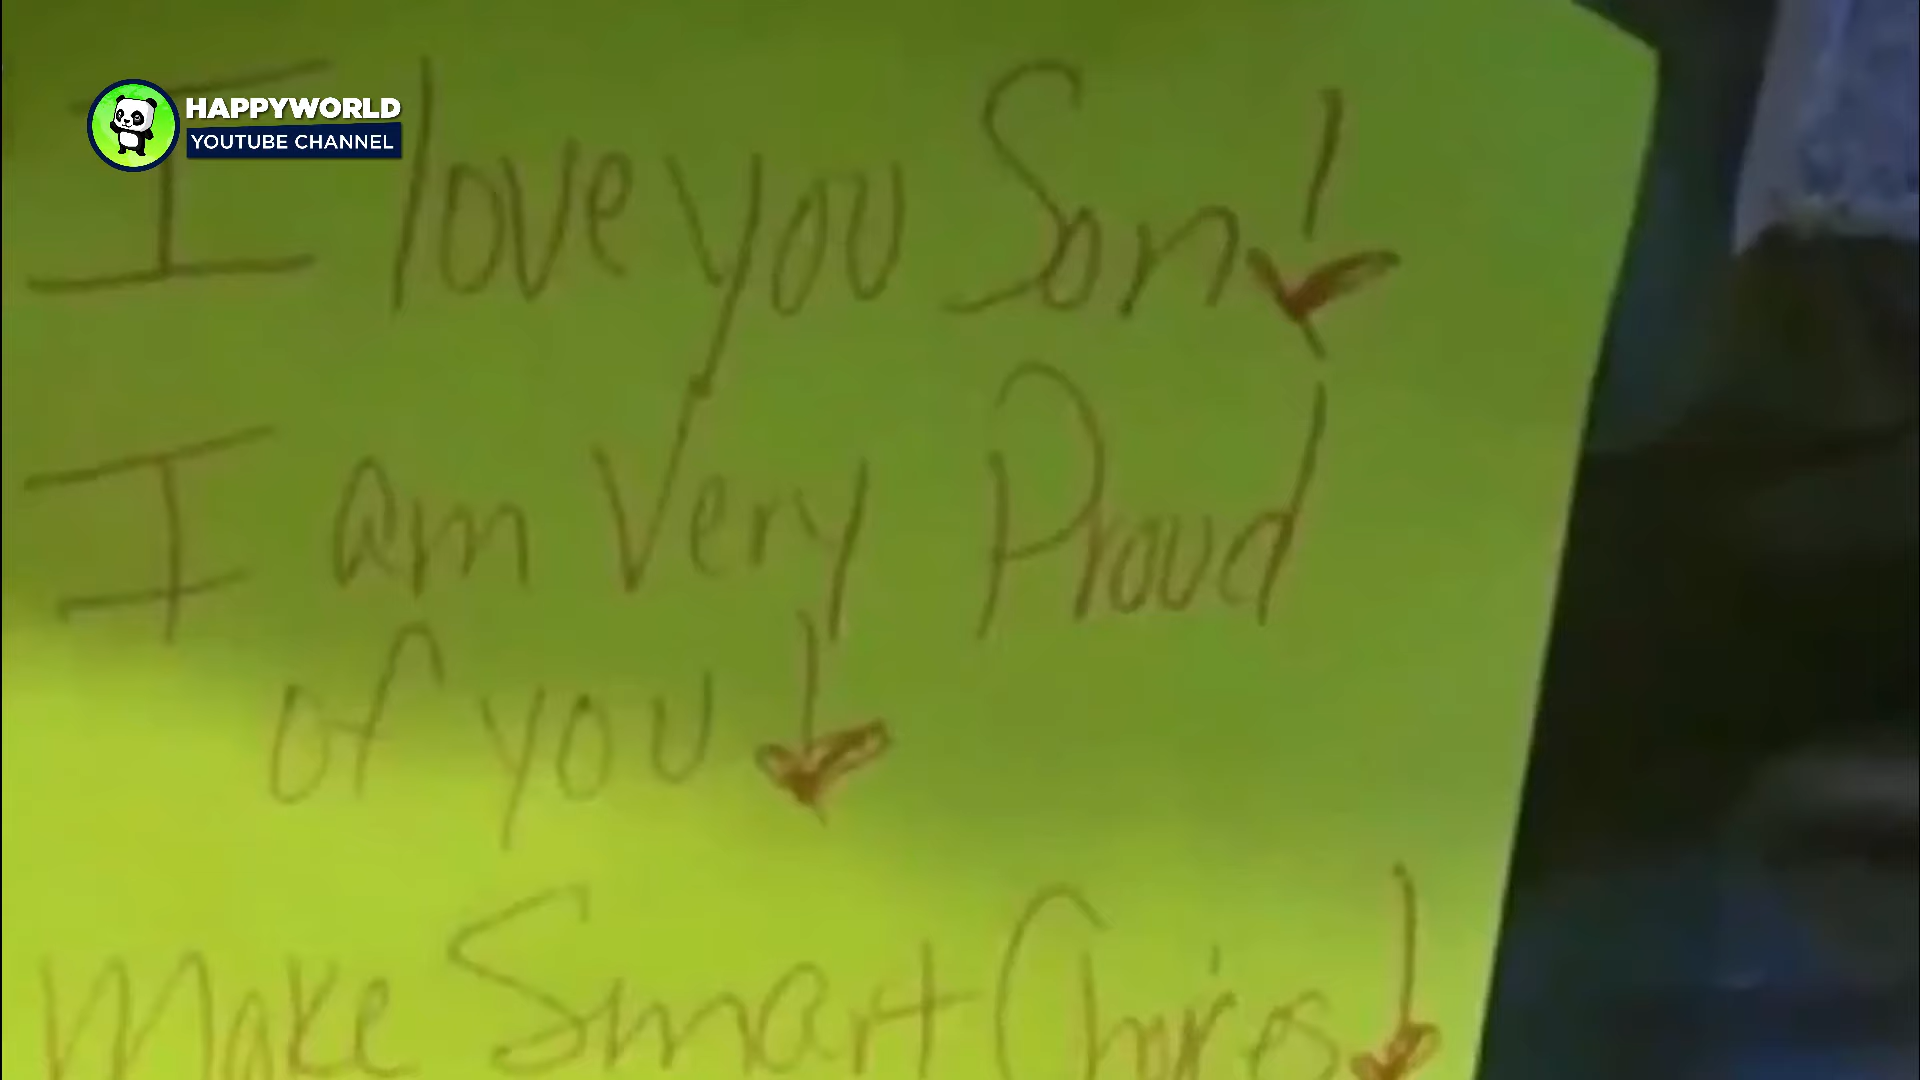 HAPPYWORLD
YOUTUBE CHANNEL
I love you Son!
I am Very Proud
of you!
Make Smart Choices!